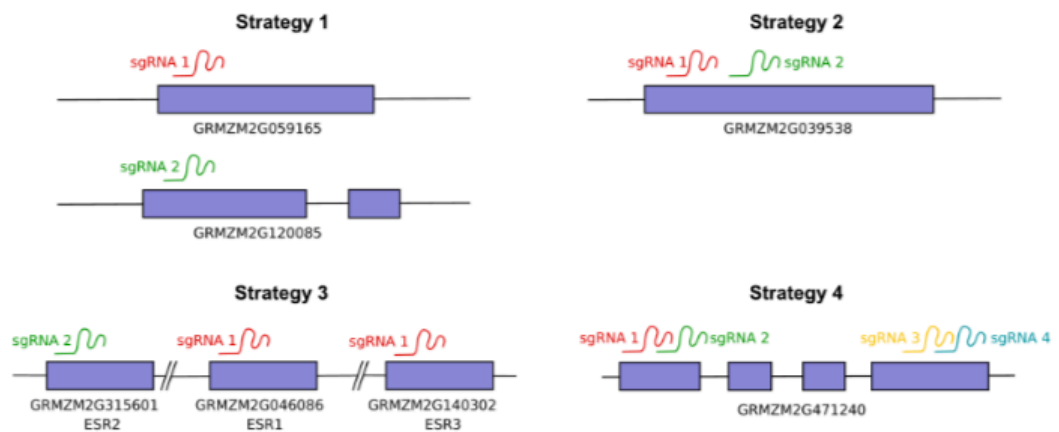 Strategy 1
sgRNA 1
GRMZM2G059165
sgRNA 2
GRMZM2G120085
Strategy 2
sgRNA 1 sgRNA 2
GRMZM2G039538
Strategy 3
sgRNA 2 sgRNA 1 sgRNA 1
GRMZM2G315601 GRMZM2G046086 GRMZM2G140302
ESR2 ESR1 ESR3
Strategy 4
sgRNA 1 sgRNA 2 sgRNA 3 sgRNA 4
GRMZM2G471240